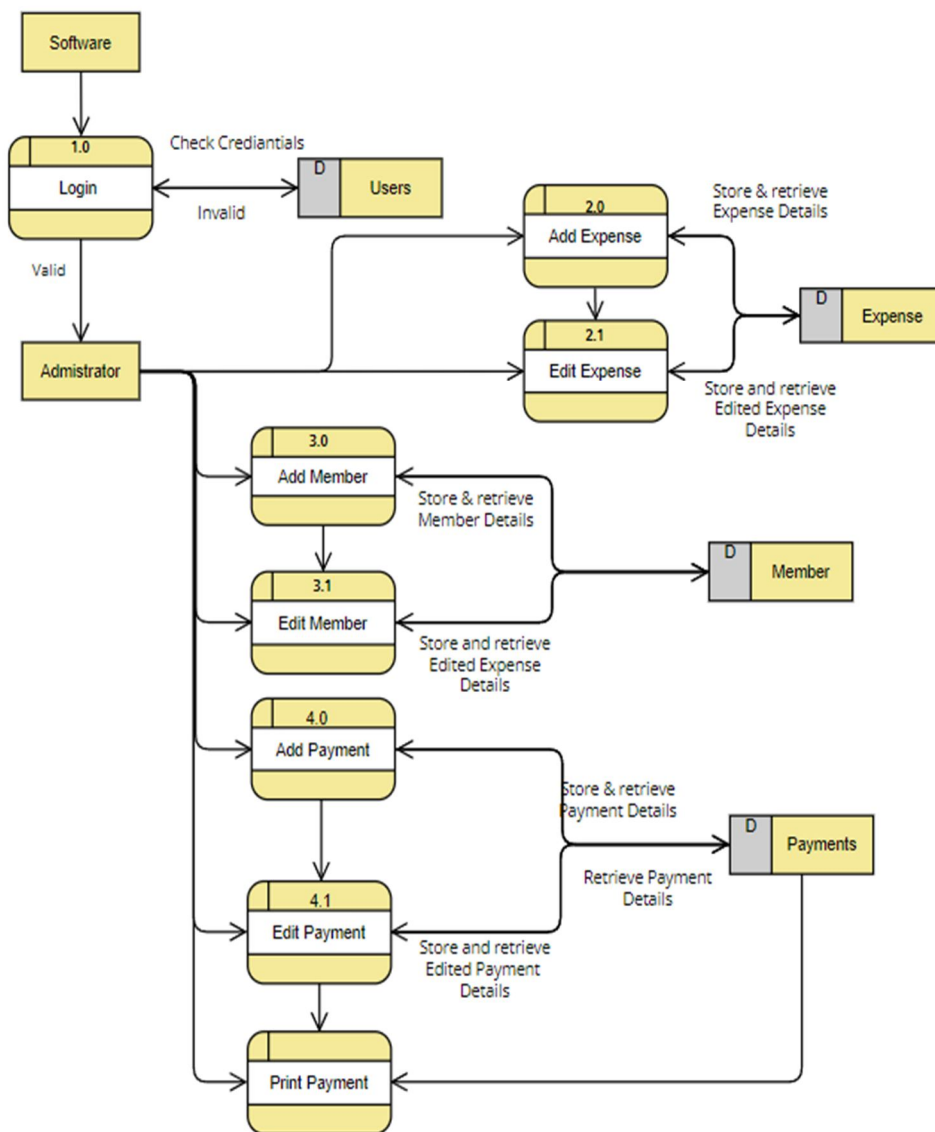 Software
1.0
Login
Check Crediantials
Invalid
D
Users
Valid
Admistrator
2.0
Add Expense
2.1
Edit Expense
Store & retrieve
Expense Details
D
Expense
Store and retrieve
Edited Expense
Details
3.0
Add Member
Store & retrieve
Member Details
3.1
Edit Member
D
Member
Store and retrieve
Edited Expense
Details
4.0
Add Payment
Store & retrieve
Payment Details
D
Payments
Retrieve Payment
Details
4.1
Edit Payment
Store and retrieve
Edited Payment
Details
Print Payment